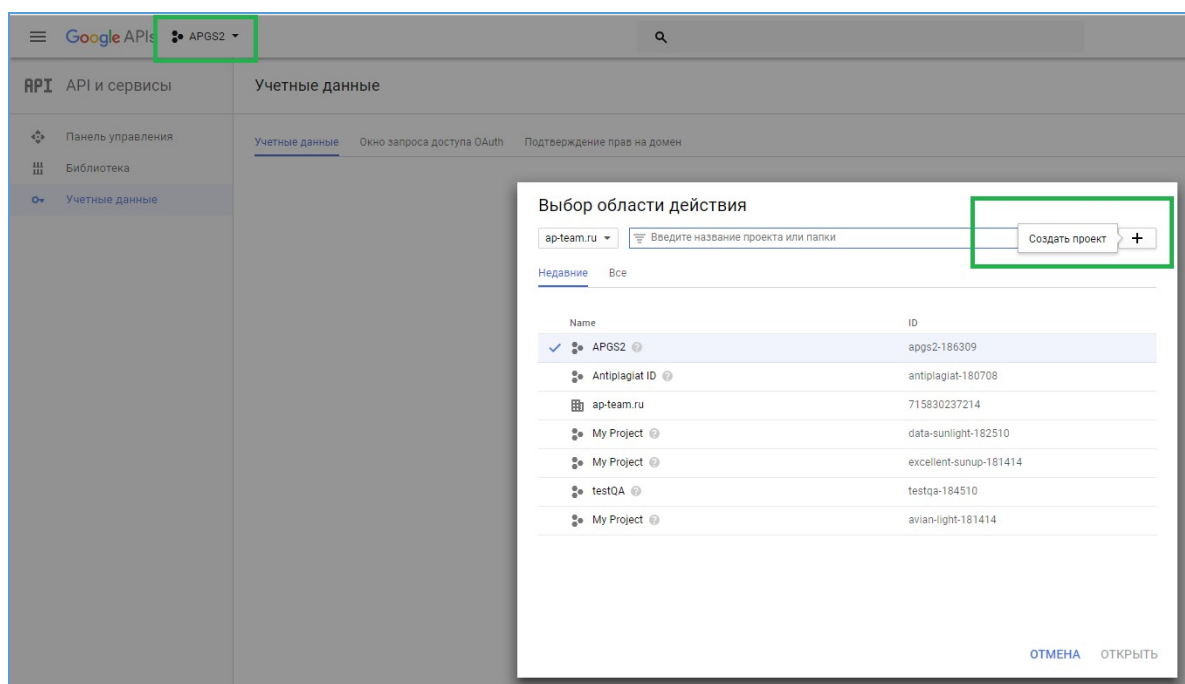 Google APIs APGS2
API API и сервисы
Учетные данные
Панель управления
Библиотека
Учетные данные
Учетные данные Окно запроса доступа OAuth Подтверждение прав на домен
Выбор области действия
ap-team.ru Введите название проекта или папки Создать проект +
Недавние Все
Name ID
APGS2 apgs2-186309
Antiplagiat ID antiplagiat-180708
ap-team.ru 715830237214
My Project data-sunlight-182510
My Project excellent-sunup-181414
testQA testqa-184510
My Project avian-light-181414
ОТМЕНА ОТКРЫТЬ